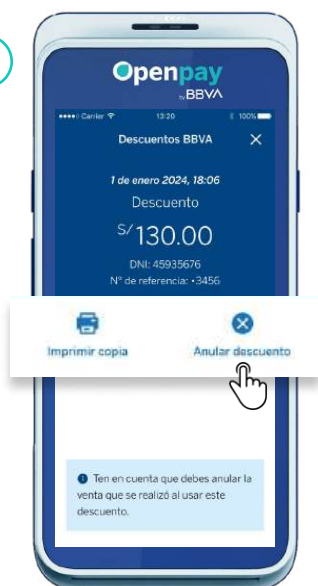 Openpay
by BBVA
Carrier 13:20 100%
Descuentos BBVA
1 de enero 2024, 18:06
Descuento
S/130.00
DNI: 45935676
N° de referencia: •3456
Imprimir copia Anular descuento
Ten en cuenta que debes anular la
venta que se realizó al usar este
descuento.